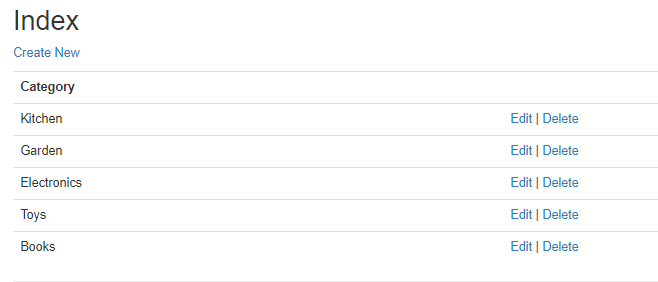 Index
Create New
Category
Kitchen Edit | Delete
Garden Edit | Delete
Electronics Edit | Delete
Toys Edit | Delete
Books Edit | Delete